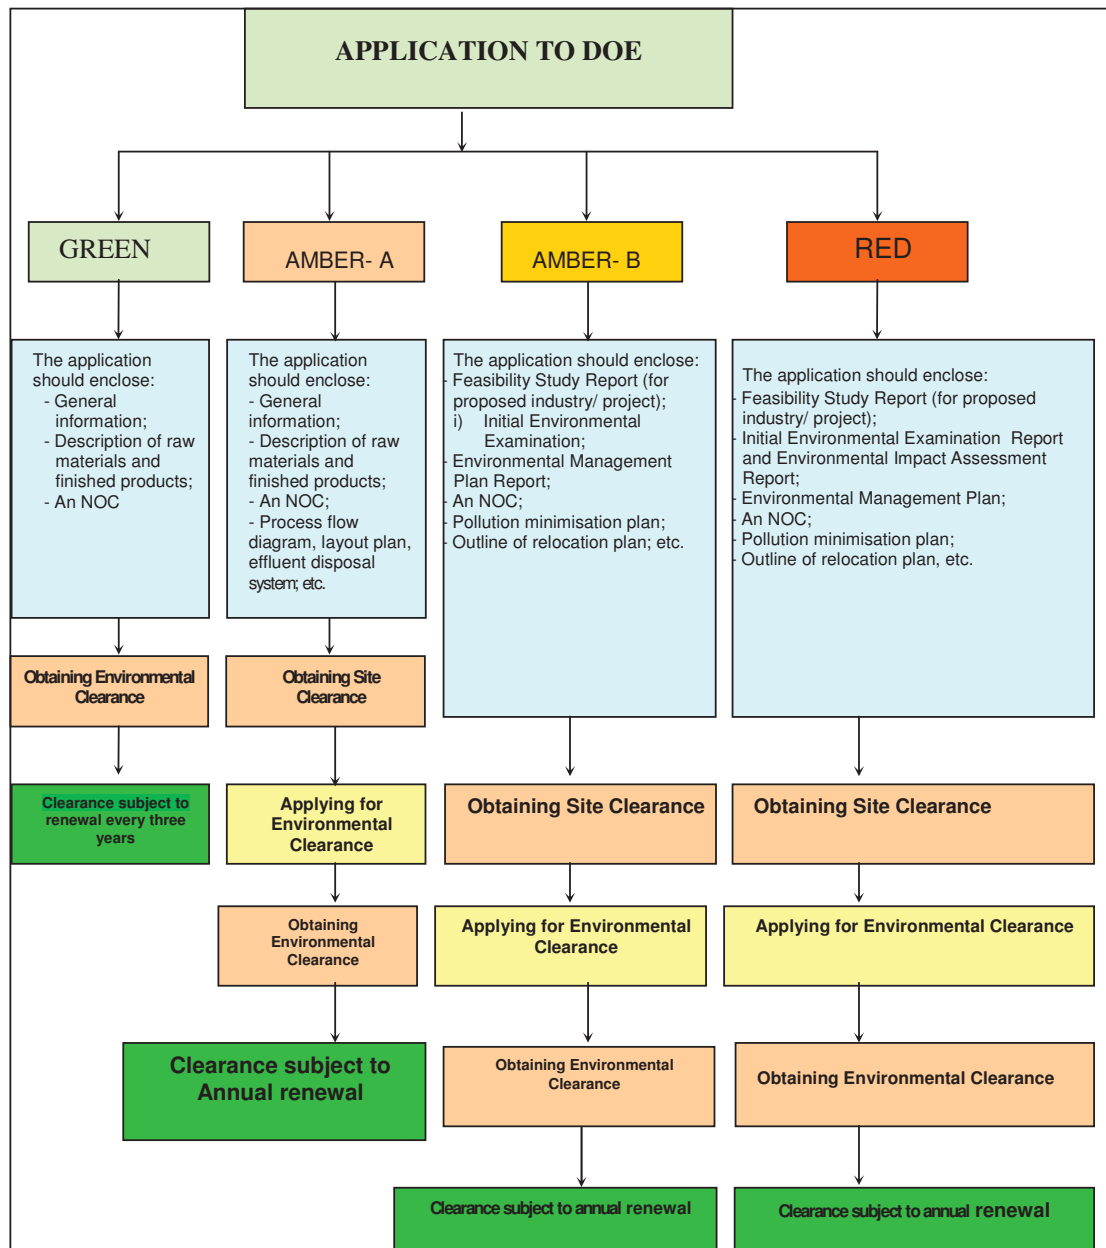 APPLICATION TO DOE
GREEN
AMBER- A
AMBER- B
RED
The application
should enclose:
- General
information;
- Description of raw
materials and
finished products;
- An NOC
The application
should enclose:
- General
information;
- Description of raw
materials and
finished products;
- An NOC;
- Process flow
diagram, layout plan,
effluent disposal
system; etc.
The application should enclose:
- Feasibility Study Report (for
proposed industry/ project);
i) Initial Environmental
Examination;
- Environmental Management
Plan Report;
- An NOC;
- Pollution minimisation plan;
- Outline of relocation plan; etc.
The application should enclose:
- Feasibility Study Report (for proposed
industry/ project);
- Initial Environmental Examination Report
and Environmental Impact Assessment
Report;
- Environmental Management Plan;
- An NOC;
- Pollution minimisation plan;
- Outline of relocation plan, etc.
Obtaining Environmental
Clearance
Obtaining Site
Clearance
Clearance subject to
renewal every three
years
Applying for
Environmental
Clearance
Obtaining Site Clearance
Obtaining Site Clearance
Obtaining
Environmental
Clearance
Applying for Environmental
Clearance
Applying for Environmental Clearance
Clearance subject to
Annual renewal
Obtaining Environmental
Clearance
Obtaining Environmental Clearance
Clearance subject to annual renewal
Clearance subject to annual renewal